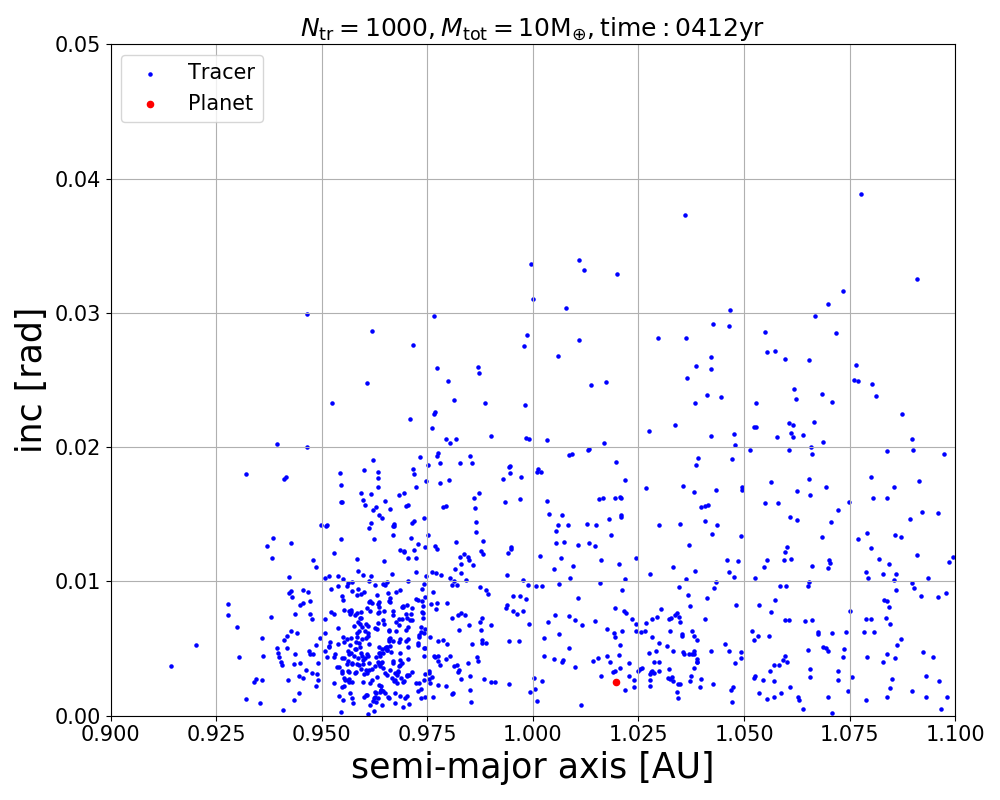 N_tr = 1000, M_tot = 10M_⊕, time : 0412yr
0.05
Tracer
Planet
0.04
0.03
0.02
0.01
0.00
inc [rad]
0.900 0.925 0.950 0.975 1.000 1.025 1.050 1.075 1.100
semi-major axis [AU]